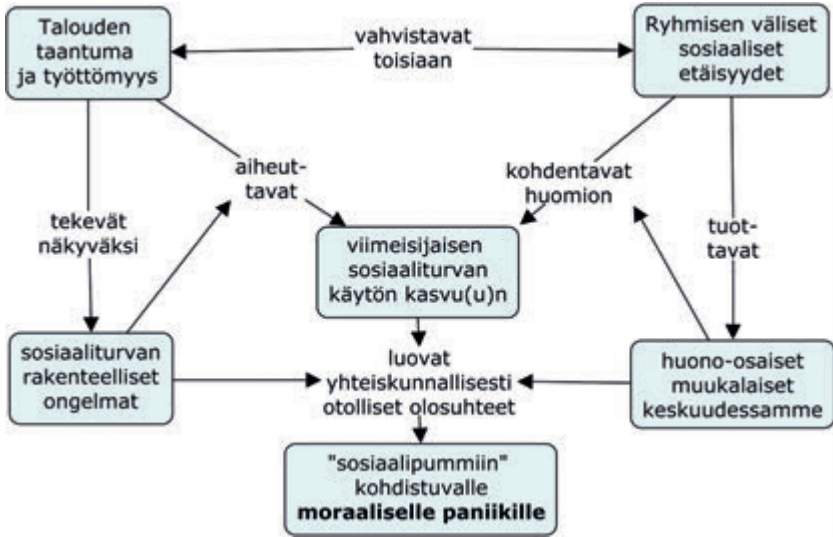 Talouden
taantuma
ja työttömyys
vahvistavat
toisiaan
Ryhmisen väliset
sosiaaliset
etäisyydet
aiheut-
tavat
kohdentavat
huomion
tekevät
näkyväksi
tuot-
tavat
viimeisijaisen
sosiaaliturvan
käytön kasvu(u)n
sosiaaliturvan
rakenteelliset
ongelmat
luovat
yhteiskunnallisesti
otolliset olosuhteet
huono-osaiset
muukalaiset
keskuudessamme
"sosiaalipummiin"
kohdistuvalle
moraaliselle paniikille